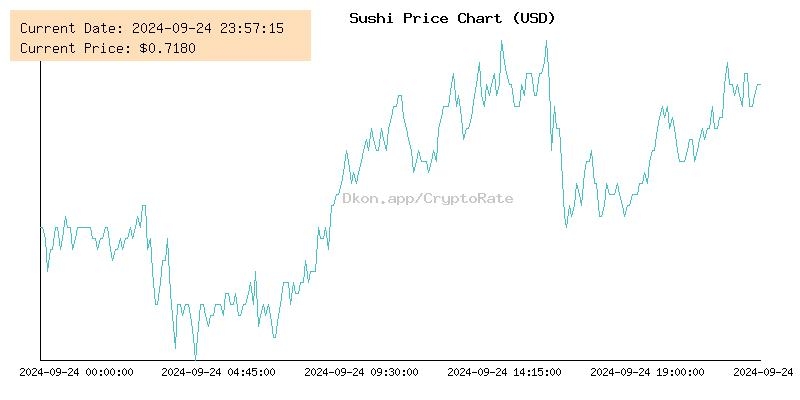 Sushi Price Chart (USD)
Current Date: 2024-09-24 23:57:15
Current Price: $0.7180
Dkon.app/CryptoRate
2024-09-24 00:00:00 2024-09-24 04:45:00 2024-09-24 09:30:00 2024-09-24 14:15:00 2024-09-24 19:00:00 2024-09-24